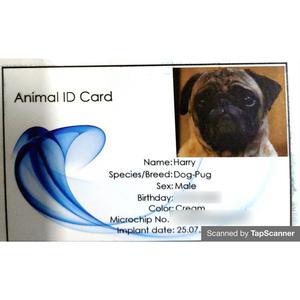 Animal ID Card
Name: Harry
Species/Breed: Dog-Pug
Sex: Male
Birthday:
Color: Cream
Microchip No.
Implant date: 25.07.
Scanned by TapScanner